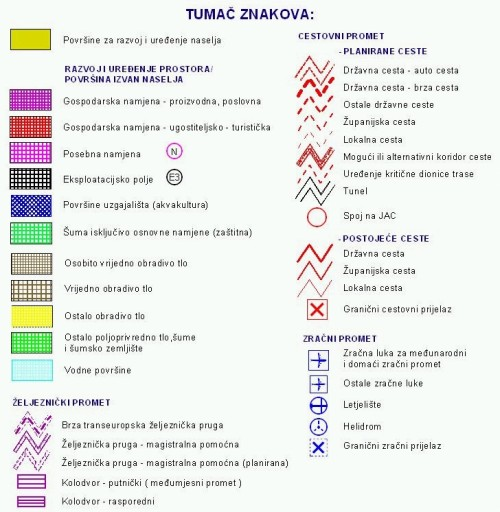 TUMAČ ZNAKOVA:
Površine za razvoj i uređenje naselja
RAZVOJ I UREĐENJE PROSTORA/
POVRŠINA IZVAN NASELJA
Gospodarska namjena - proizvodna, poslovna
Gospodarska namjena - ugostiteljsko - turistička
Posebna namjena
N
Eksploatacijsko polje
E3
Površine uzgajališta (akvakultura)
Šuma isključivo osnovne namjene (zaštitna)
Osobito vrijedno obradivo tlo
Vrijedno obradivo tlo
Ostalo obradivo tlo
Ostalo poljoprivredno tlo,šume
i šumsko zemljište
Vodne površine
ŽELJEZNIČKI PROMET
Brza transeuropska željeznička pruga
Željeznička pruga - magistralna pomoćna
Željeznička pruga - magistralna pomoćna (planirana)
Kolodvor - putnički ( međumjesni promet )
Kolodvor - rasporedni
CESTOVNI PROMET
- PLANIRANE CESTE
Državna cesta - auto cesta
Državna cesta - brza cesta
Ostale državne ceste
Županijska cesta
Lokalna cesta
Mogući ili alternativni koridor ceste
Uređenje kritične dionice trase
Tunel
Spoj na JAC
- POSTOJEĆE CESTE
Državna cesta
Županijska cesta
Lokalna cesta
Granični cestovni prijelaz
ZRAČNI PROMET
Zračna luka za međunarodni
i domaći zračni promet
Ostale zračne luke
Letjelište
Helidrom
Granični zračni prijelaz